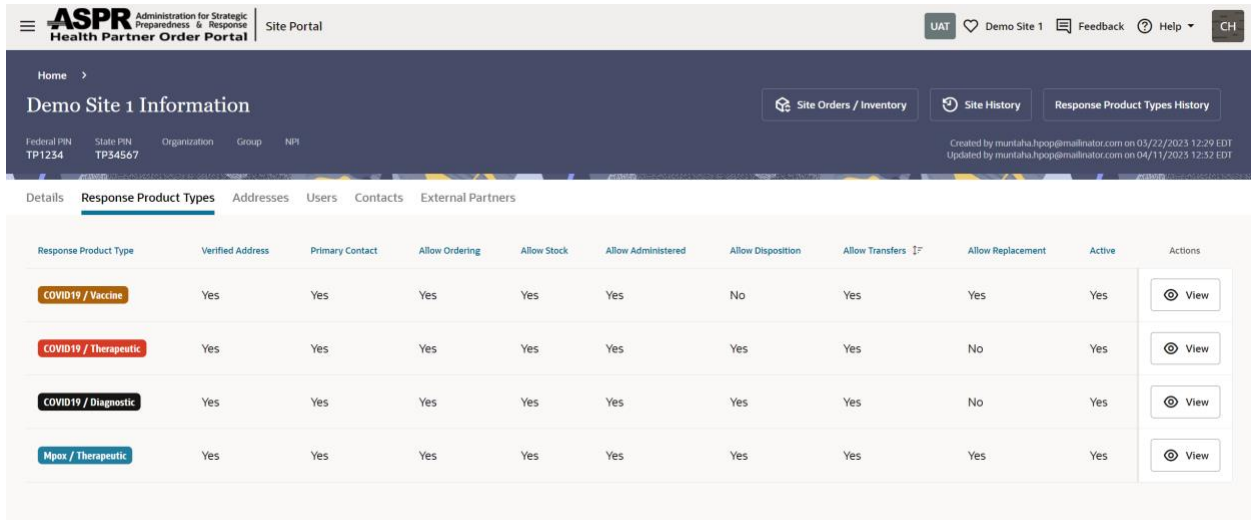 ASPR Administration for Strategic Preparedness & Response
Health Partner Order Portal
Site Portal
UAT Demo Site 1 Feedback Help CH
Home >
Demo Site 1 Information
Site Orders / Inventory Site History Response Product Types History
Federal PIN State PIN Organization Group NPI
TP1234 TP34567
Created by muntaha.hpop@mailinator.com on 03/22/2023 12:29 EDT
Updated by muntaha.hpop@mailinator.com on 04/11/2023 12:32 EDT
Details Response Product Types Addresses Users Contacts External Partners
Response Product Type Verified Address Primary Contact Allow Ordering Allow Stock Allow Administered Allow Disposition Allow Transfers Allow Replacement Active Actions
COVID19 / Vaccine Yes Yes Yes Yes Yes No Yes Yes Yes View
COVID19 / Therapeutic Yes Yes Yes Yes Yes Yes Yes No Yes View
COVID19 / Diagnostic Yes Yes Yes Yes Yes Yes Yes No Yes View
Mpox / Therapeutic Yes Yes Yes Yes Yes Yes Yes Yes Yes View